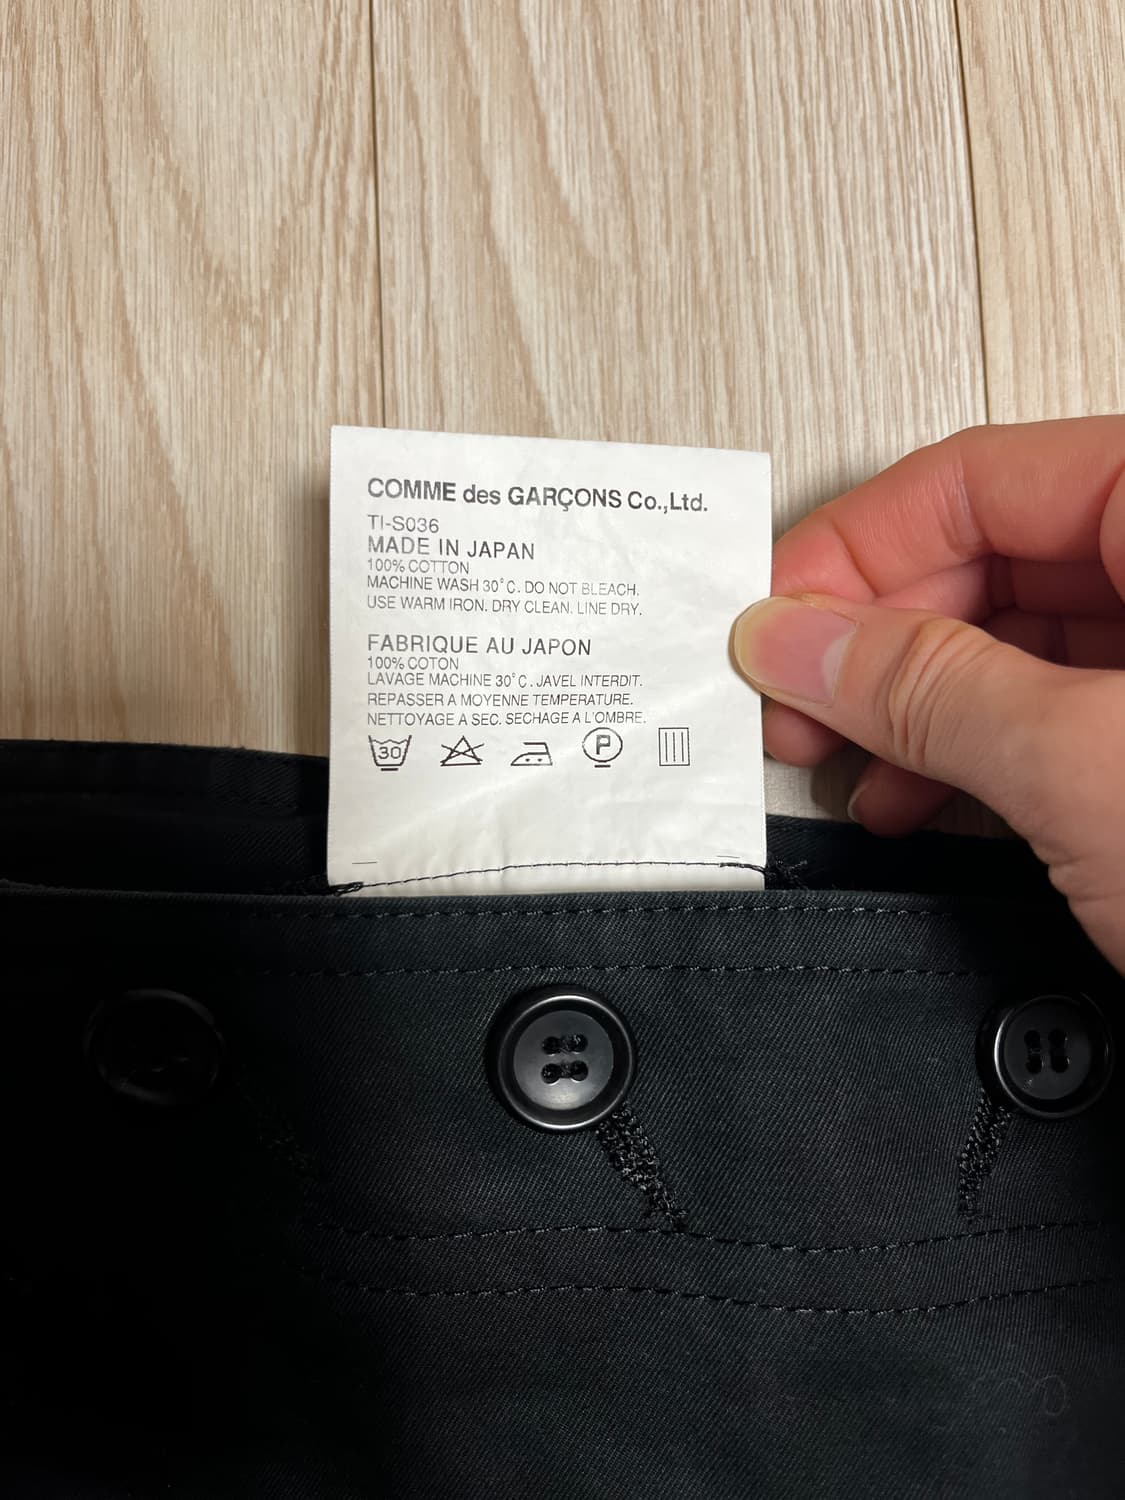 COMME des GARÇONS Co.,Ltd.
TI-S036
MADE IN JAPAN
100% COTTON
MACHINE WASH 30°C. DO NOT BLEACH.
USE WARM IRON. DRY CLEAN. LINE DRY.
FABRIQUE AU JAPON
100% COTON
LAVAGE MACHINE 30°C. JAVEL INTERDIT.
REPASSER A MOYENNE TEMPERATURE.
NETTOYAGE A SEC. SECHAGE A L'OMBRE.
30 P